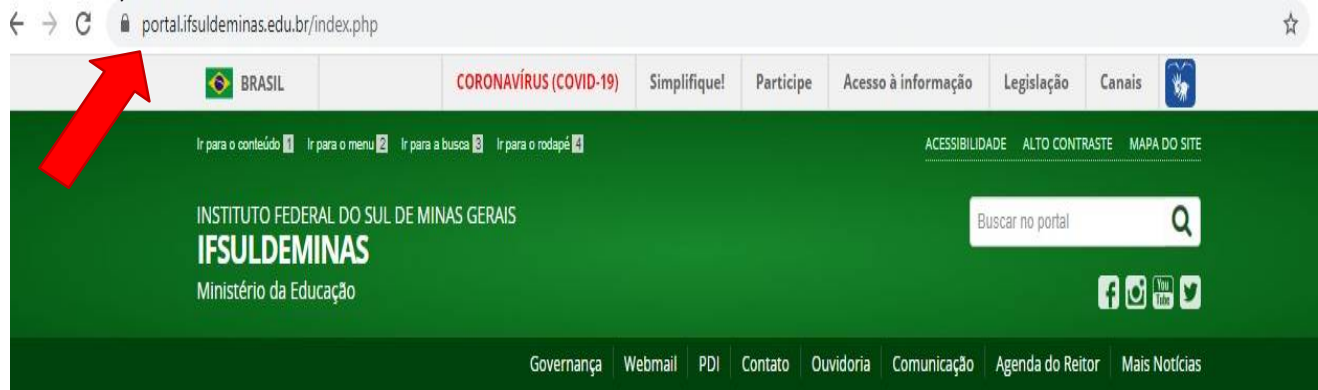 portal.ifsuldeminas.edu.br/index.php
BRASIL CORONAVÍRUS (COVID-19) Simplifique! Participe Acesso à informação Legislação Canais
Ir para o conteúdo 1 Ir para o menu 2 Ir para a busca 3 Ir para o rodapé 4 ACESSIBILIDADE ALTO CONTRASTE MAPA DO SITE
INSTITUTO FEDERAL DO SUL DE MINAS GERAIS
Buscar no portal
IFSULDEMINAS
Ministério da Educação
You Tube
Governança Webmail PDI Contato Ouvidoria Comunicação Agenda do Reitor Mais Notícias